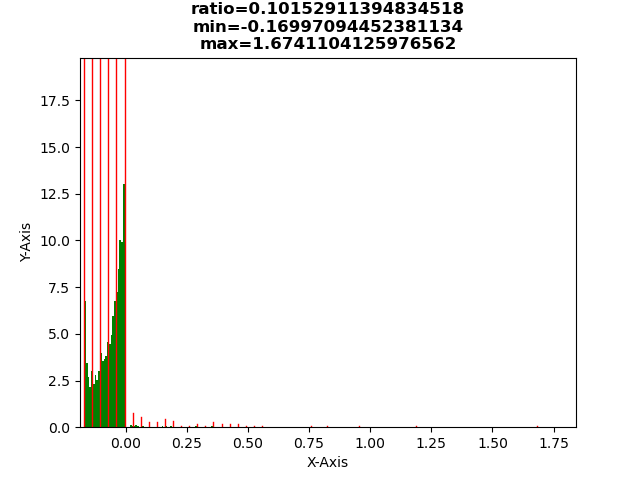 ratio=0.10152911394834518
min=-0.16997094452381134
max=1.6741104125976562
17.5
15.0
12.5
10.0
7.5
5.0
2.5
0.0
Y-Axis
0.00 0.25 0.50 0.75 1.00 1.25 1.50 1.75
X-Axis